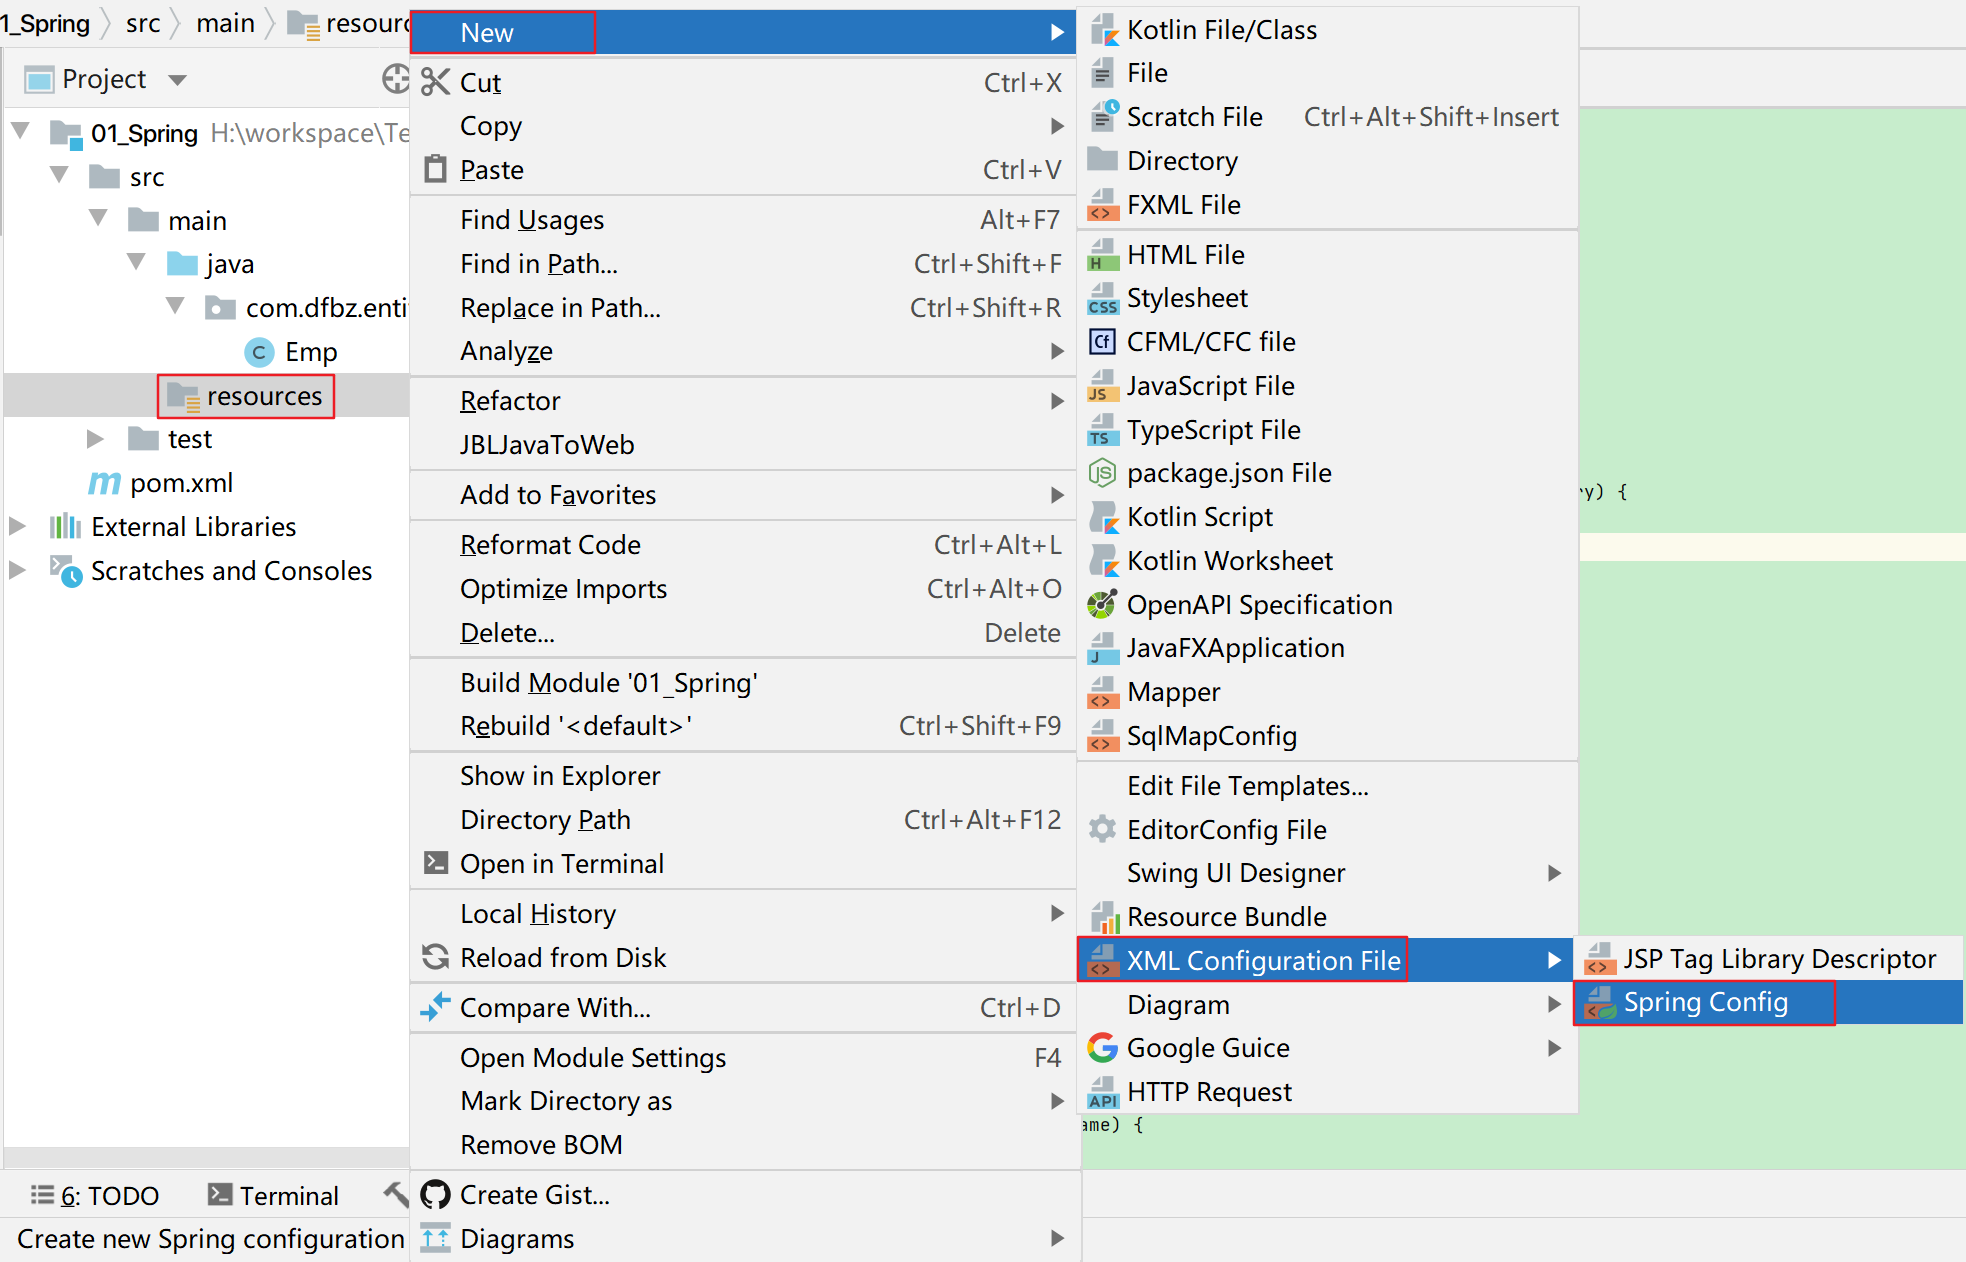 1_Spring src main resourc
Project
01_Spring H:\workspace\Te
src
main
java
com.dfbz.enti
Emp
resources
test
pom.xml
External Libraries
Scratches and Consoles
6: TODO Terminal
Create new Spring configuration
New
Cut Ctrl+X
Copy
Paste Ctrl+V
Find Usages Alt+F7
Find in Path... Ctrl+Shift+F
Replace in Path... Ctrl+Shift+R
Analyze
Refactor
JBLJavaToWeb
Add to Favorites
Reformat Code Ctrl+Alt+L
Optimize Imports Ctrl+Alt+O
Delete... Delete
Build Module '01_Spring'
Rebuild '<default>' Ctrl+Shift+F9
Show in Explorer
Directory Path Ctrl+Alt+F12
Open in Terminal
Local History
Reload from Disk
Compare With... Ctrl+D
Open Module Settings F4
Mark Directory as
Remove BOM
Create Gist...
Diagrams
Kotlin File/Class
File
Scratch File Ctrl+Alt+Shift+Insert
Directory
FXML File
HTML File
Stylesheet
CFML/CFC file
JavaScript File
TypeScript File
package.json File
Kotlin Script
Kotlin Worksheet
OpenAPI Specification
JavaFXApplication
Mapper
SqlMapConfig
Edit File Templates...
EditorConfig File
Swing UI Designer
Resource Bundle
XML Configuration File
Diagram
Google Guice
HTTP Request
JSP Tag Library Descriptor
Spring Config
y) {
ame) {